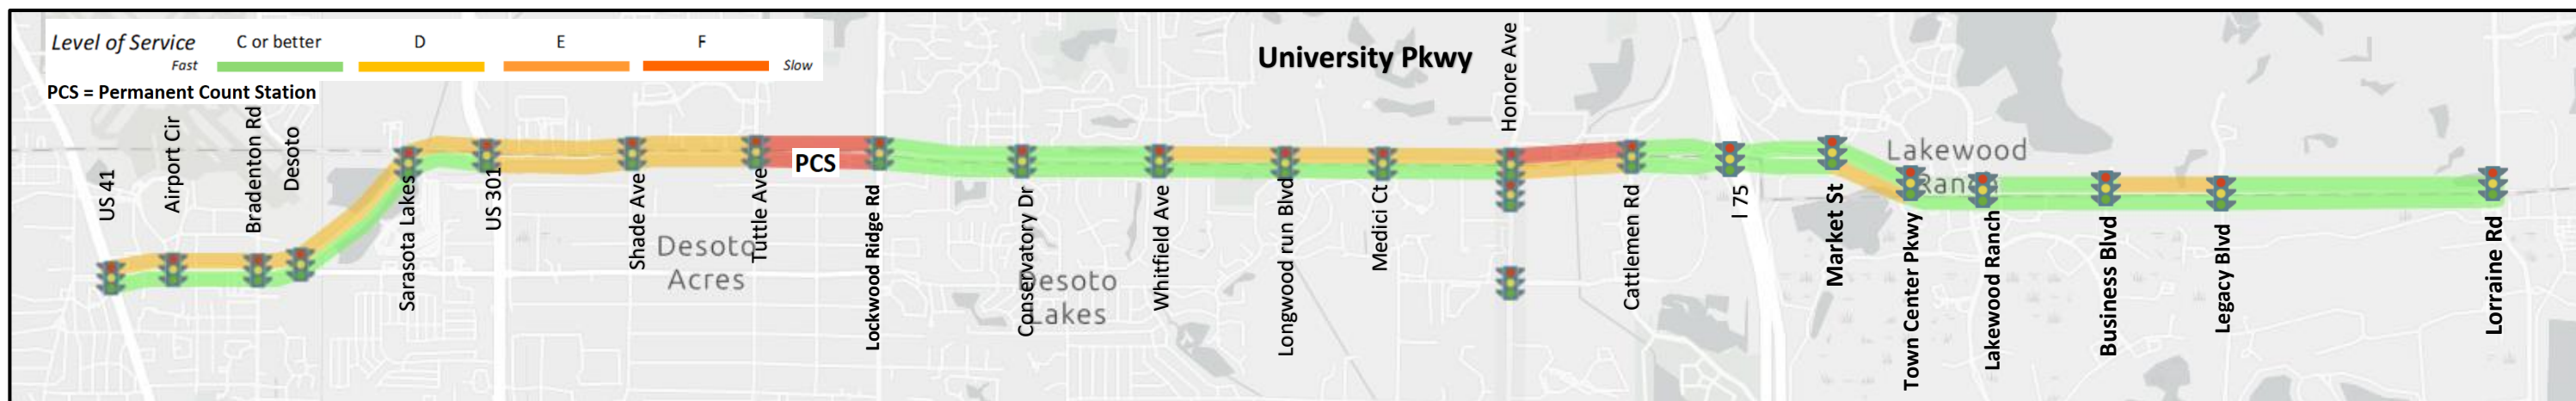 Level of Service
C or better
D
E
F
Fast
Slow
PCS = Permanent Count Station
University Pkwy
US 41
Airport Cir
Bradenton Rd
Desoto
Sarasota Lakes
US 301
Shade Ave
Tuttle Ave
PCS
Lockwood Ridge Rd
Conservatory Dr
Whitfield Ave
Longwood run Blvd
Medici Ct
Honore Ave
Cattlemen Rd
I 75
Market St
Town Center Pkwy
Lakewood Ranch
Business Blvd
Legacy Blvd
Lorraine Rd
Desoto
Acres
Desoto
Lakes
Lakewood
Ranch